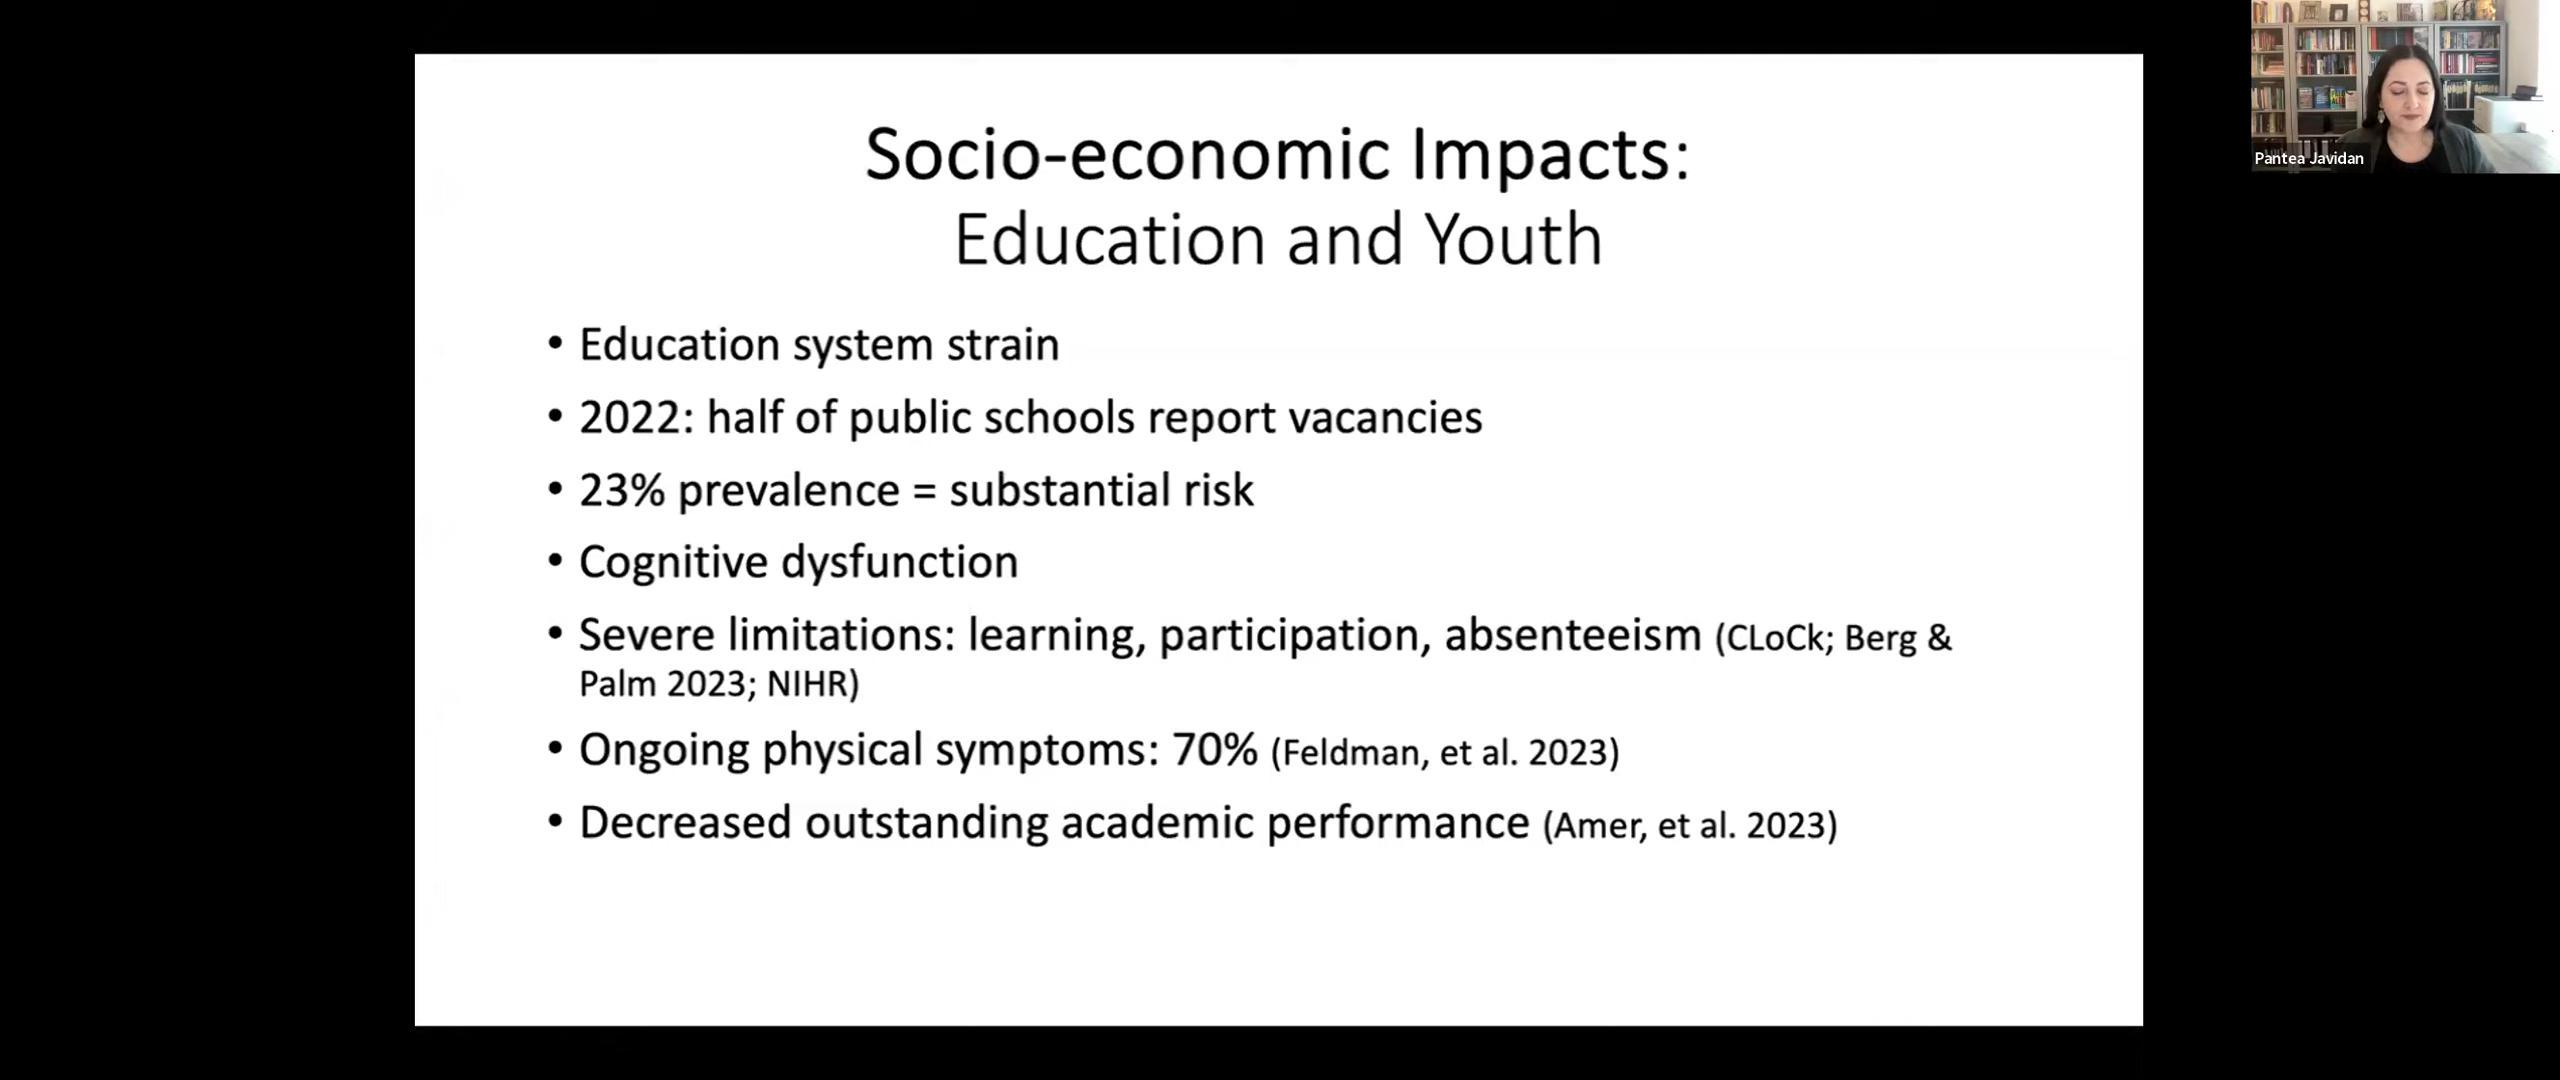 Socio-economic Impacts:
Education and Youth
• Education system strain
• 2022: half of public schools report vacancies
• 23% prevalence = substantial risk
• Cognitive dysfunction
• Severe limitations: learning, participation, absenteeism (CLoCk; Berg &
Palm 2023; NIHR)
• Ongoing physical symptoms: 70% (Feldman, et al. 2023)
• Decreased outstanding academic performance (Amer, et al. 2023)
Pantea Javidan